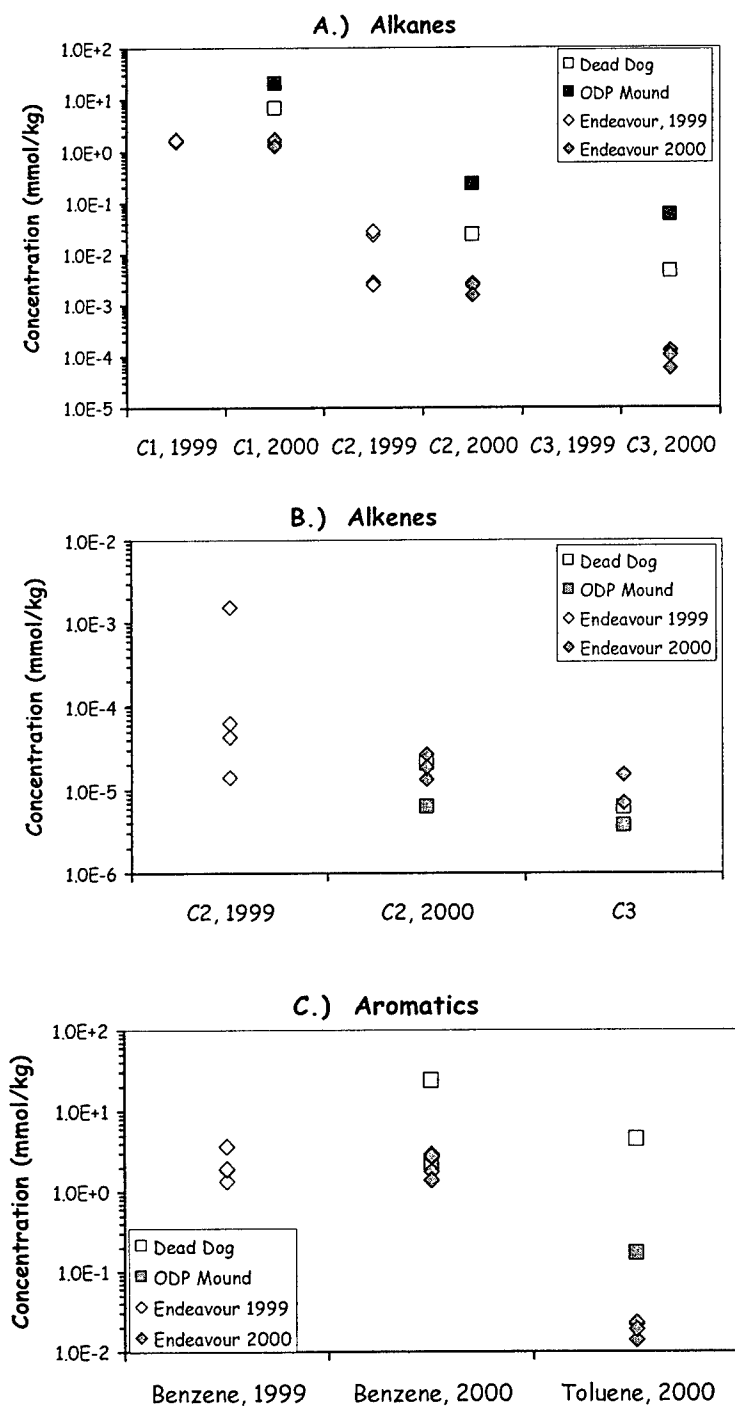 A.) Alkanes
Concentration (mmol/kg)
1.0E+2
1.0E+1
1.0E+0
1.0E-1
1.0E-2
1.0E-3
1.0E-4
1.0E-5
Dead Dog
ODP Mound
Endeavour, 1999
Endeavour 2000
C1, 1999 C1, 2000 C2, 1999 C2, 2000 C3, 1999 C3, 2000
B.) Alkenes
Concentration (mmol/kg)
1.0E-2
1.0E-3
1.0E-4
1.0E-5
1.0E-6
Dead Dog
ODP Mound
Endeavour 1999
Endeavour 2000
C2, 1999 C2, 2000 C3
C.) Aromatics
Concentration (mmol/kg)
1.0E+2
1.0E+1
1.0E+0
1.0E-1
1.0E-2
Dead Dog
ODP Mound
Endeavour 1999
Endeavour 2000
Benzene, 1999 Benzene, 2000 Toluene, 2000